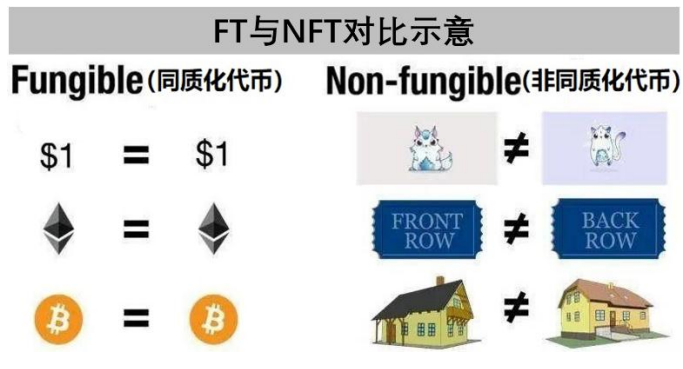 FT与NFT对比示意
Fungible(同质化代币)
Non-fungible(非同质化代币)
$1 = $1
≠
FRONT ROW ≠ BACK ROW
=
₿ = ₿
≠